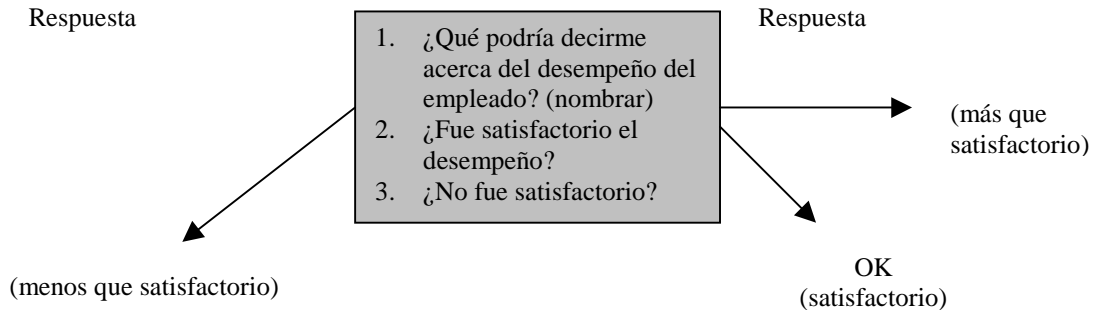 Respuesta
Respuesta
1. ¿Qué podría decirme
acerca del desempeño del
empleado? (nombrar)
2. ¿Fue satisfactorio el
desempeño?
3. ¿No fue satisfactorio?
(más que
satisfactorio)
(menos que satisfactorio)
OK
(satisfactorio)